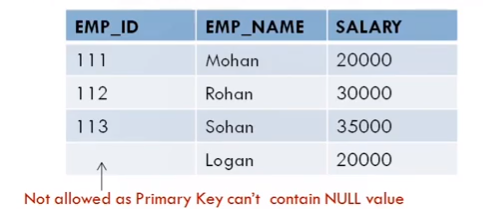 EMP_ID EMP_NAME SALARY
111 Mohan 20000
112 Rohan 30000
113 Sohan 35000
Logan 20000
Not allowed as Primary Key can't contain NULL value